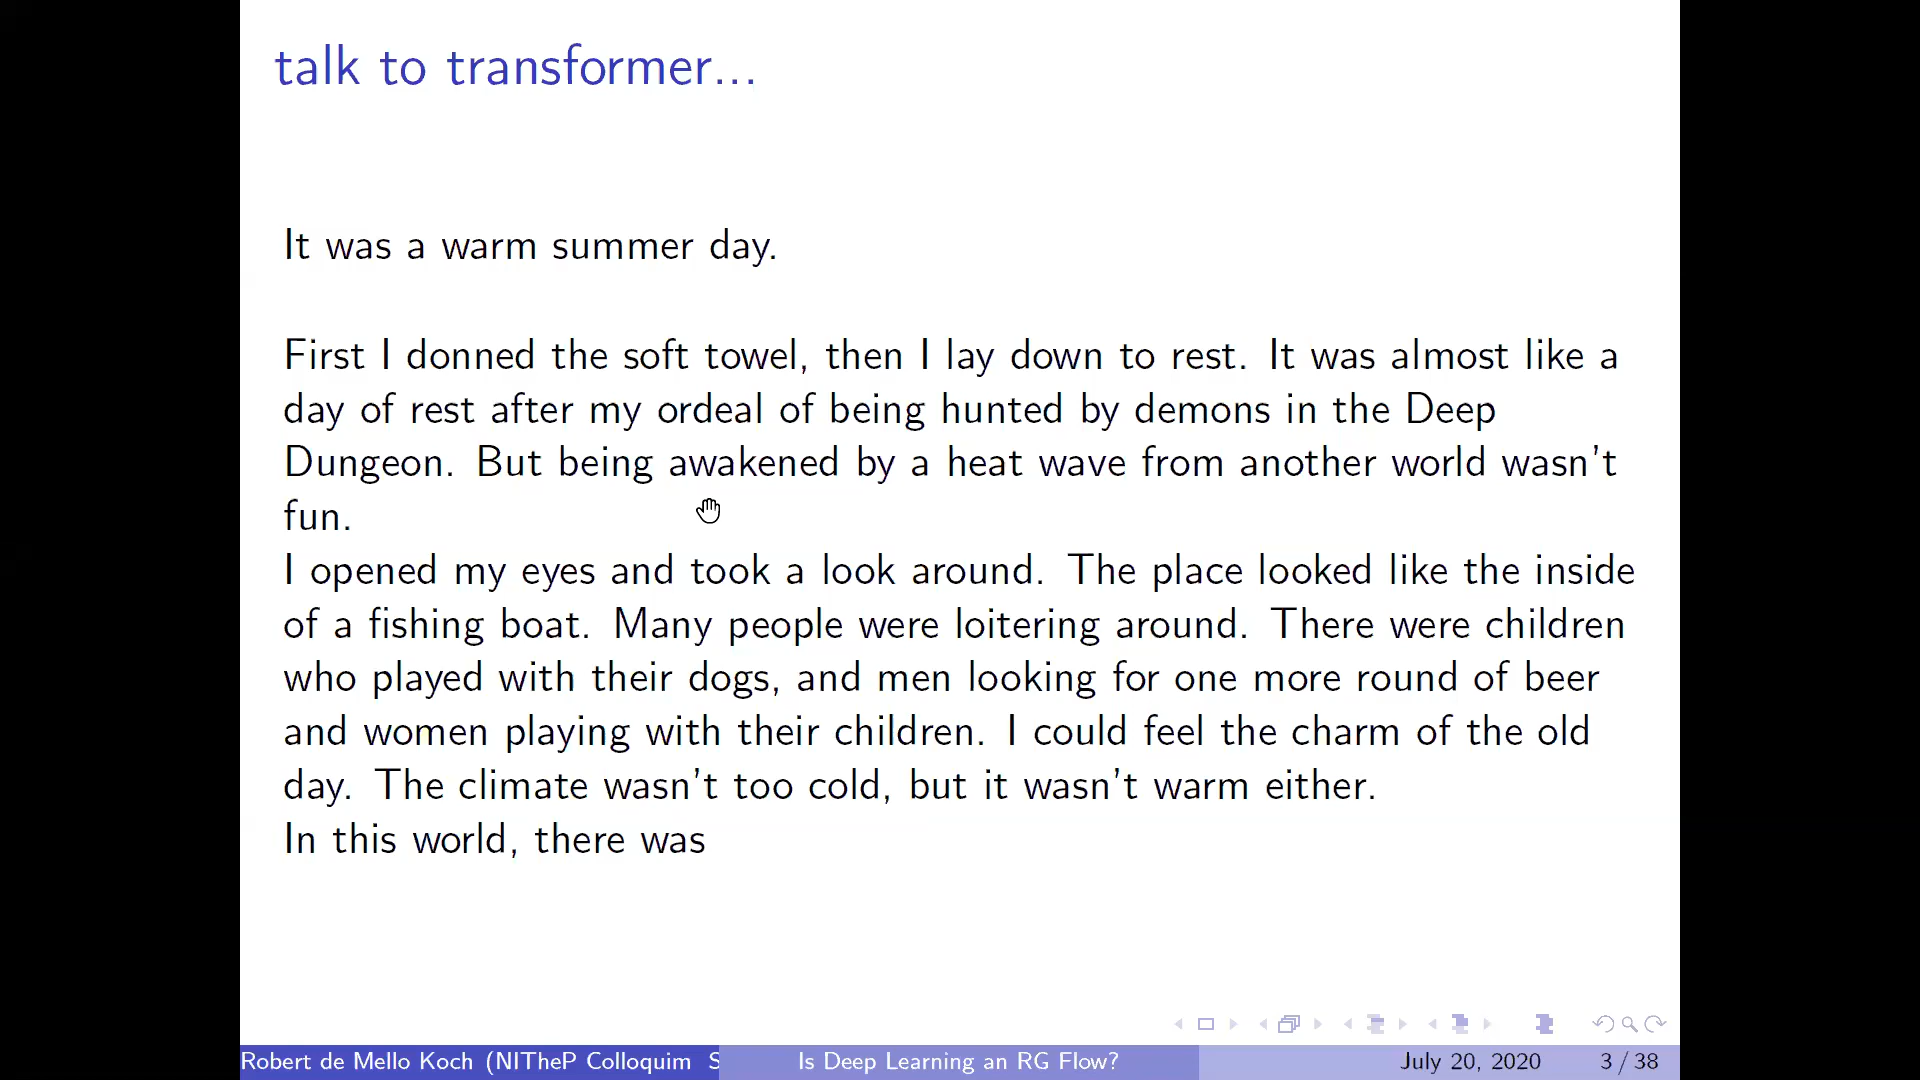 talk to transformer...
It was a warm summer day.
First I donned the soft towel, then I lay down to rest. It was almost like a
day of rest after my ordeal of being hunted by demons in the Deep
Dungeon. But being awakened by a heat wave from another world wasn't
fun.
I opened my eyes and took a look around. The place looked like the inside
of a fishing boat. Many people were loitering around. There were children
who played with their dogs, and men looking for one more round of beer
and women playing with their children. I could feel the charm of the old
day. The climate wasn't too cold, but it wasn't warm either.
In this world, there was
Robert de Mello Koch (NITheP Colloquim S Is Deep Learning an RG Flow? July 20, 2020 3 / 38